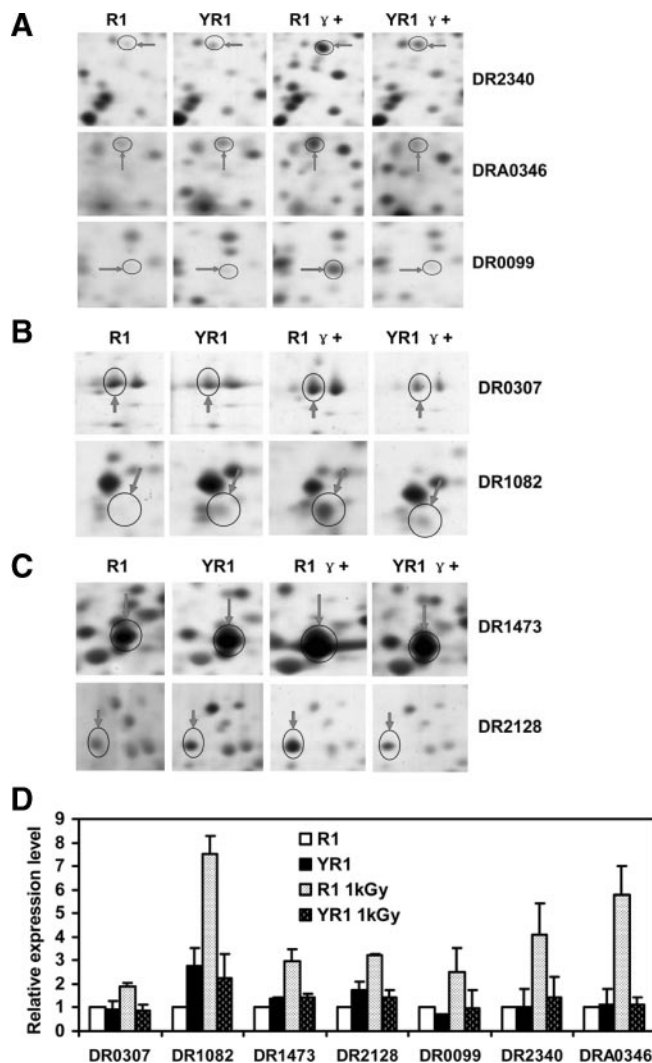 A
R1 YR1 R1 γ + YR1 γ +
DR2340
DRA0346
DR0099
B
R1 YR1 R1 γ + YR1 γ +
DR0307
DR1082
C
R1 YR1 R1 γ + YR1 γ +
DR1473
DR2128
D
9
8
7
6
5
4
3
2
1
0
Relative expression level
R1
YR1
R1 1kGy
YR1 1kGy
DR0307 DR1082 DR1473 DR2128 DR0099 DR2340 DRA0346